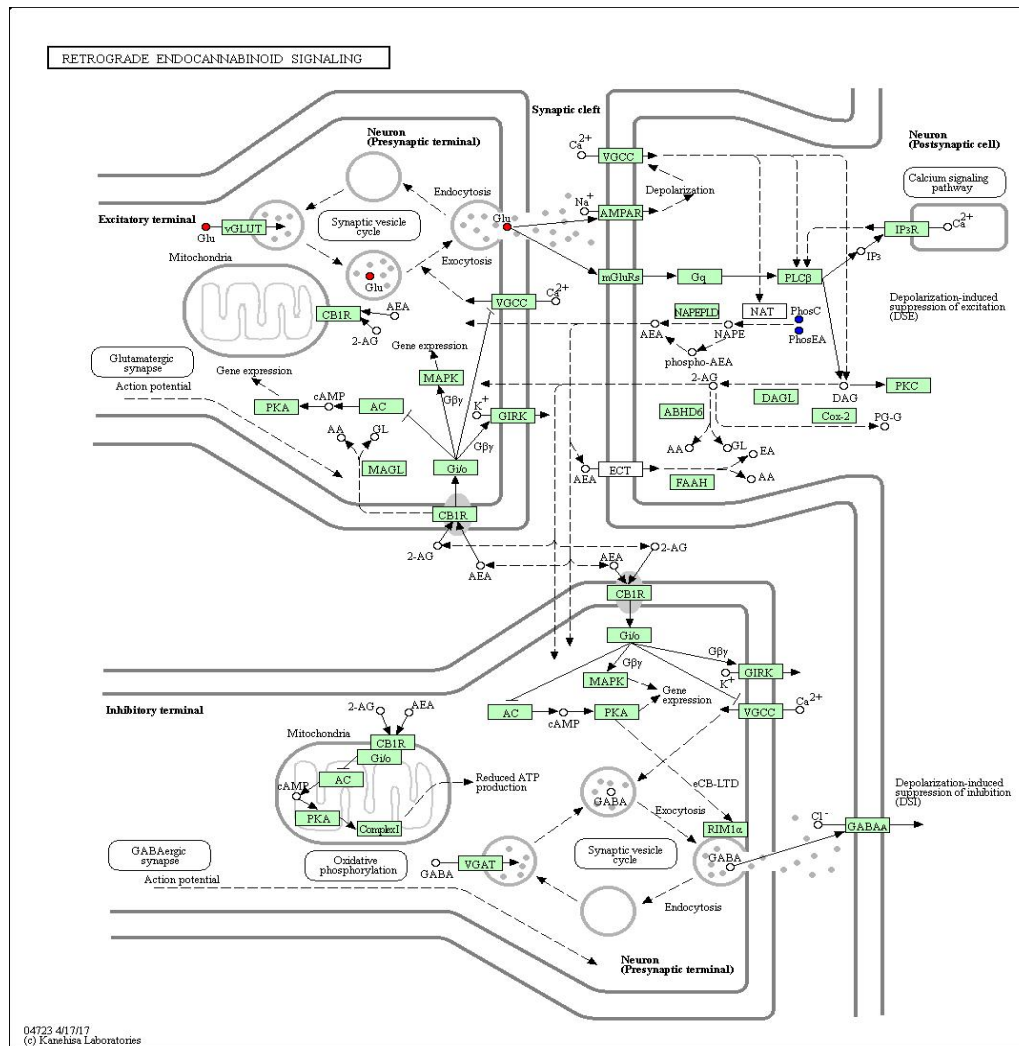 RETROGRADE ENDOCANNABINOID SIGNALING
Synaptic cleft
Neuron
(Presynaptic terminal)
Neuron
(Postsynaptic cell)
Ca2+
VGCC
Calcium signaling
pathway
Endocytosis
Depolarization
Excitatory terminal
Glu
vGLUT
Synaptic vesicle
cycle
Glu
Na+
AMPAR
IP3R
Ca2+
IP3
Mitochondria
Glu
Exocytosis
mGluRs
Gq
PLCβ
CB1R
AEA
2-AG
VGCC
Ca2+
NAPEPLD
NAT
PhosC
PhosEA
Depolarization-induced
suppression of excitation
(DSE)
AEA
NAPE
phospho-AEA
Gene expression
Glutamatergic
synapse
Action potential
Gene expression
MAPK
Gβγ
2-AG
DAG
PKC
DAGL
Cox-2
PG-G
ABHD6
cAMP
PKA
AC
K+
GIRK
Gβγ
AA
GL
MAGL
Gi/o
AA
GL
EA
AA
FAAH
AEA
ECT
CB1R
2-AG
AEA
AEA
2-AG
CB1R
Gi/o
Gβγ
Gβγ
GIRK
K+
MAPK
Gene
expression
AC
cAMP
PKA
VGCC
Ca2+
Inhibitory terminal
2-AG
AEA
Mitochondria
CB1R
Gi/o
AC
cAMP
PKA
ComplexI
Reduced ATP
production
GABA
eCB-LTD
Exocytosis
RIM1α
Depolarization-induced
suppression of inhibition
(DSI)
Cl-
GABAA
GABAergic
synapse
Action potential
Oxidative
phosphorylation
GABA
VGAT
Synaptic vesicle
cycle
GABA
Endocytosis
Neuron
(Presynaptic terminal)
04723 4/17/17
(c) Kanehisa Laboratories